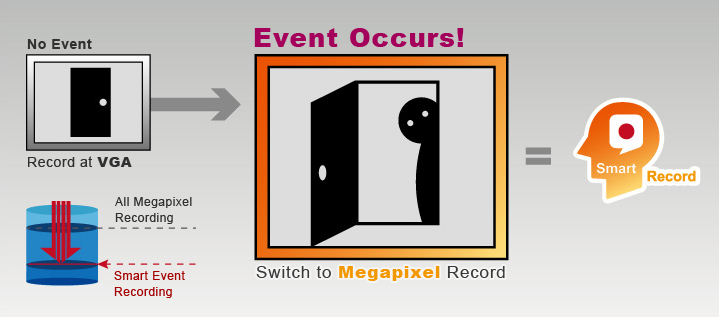 No Event
Record at VGA
All Megapixel
Recording
Smart Event
Recording
Event Occurs!
Switch to Megapixel Record
Smart
Record